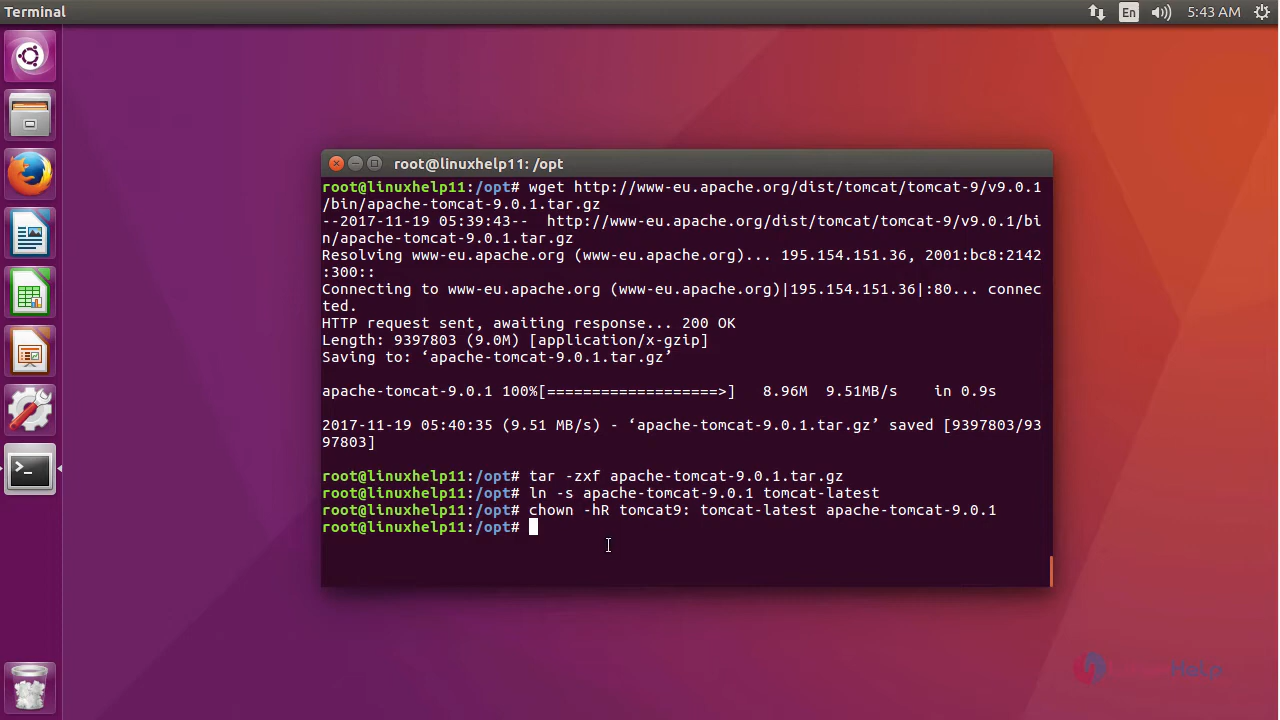 Terminal
En
5:43 AM
root@linuxhelp11: /opt
root@linuxhelp11:/opt# wget http://www-eu.apache.org/dist/tomcat/tomcat-9/v9.0.1
/bin/apache-tomcat-9.0.1.tar.gz
--2017-11-19 05:39:43--  http://www-eu.apache.org/dist/tomcat/tomcat-9/v9.0.1/bi
n/apache-tomcat-9.0.1.tar.gz
Resolving www-eu.apache.org (www-eu.apache.org)... 195.154.151.36, 2001:bc8:2142
:300::
Connecting to www-eu.apache.org (www-eu.apache.org)|195.154.151.36|:80... connec
ted.
HTTP request sent, awaiting response... 200 OK
Length: 9397803 (9.0M) [application/x-gzip]
Saving to: ‘apache-tomcat-9.0.1.tar.gz’
apache-tomcat-9.0.1 100%[===================>]   8.96M  9.51MB/s    in 0.9s
2017-11-19 05:40:35 (9.51 MB/s) - ‘apache-tomcat-9.0.1.tar.gz’ saved [9397803/93
97803]
root@linuxhelp11:/opt# tar -zxf apache-tomcat-9.0.1.tar.gz
root@linuxhelp11:/opt# ln -s apache-tomcat-9.0.1 tomcat-latest
root@linuxhelp11:/opt# chown -hR tomcat9: tomcat-latest apache-tomcat-9.0.1
root@linuxhelp11:/opt#